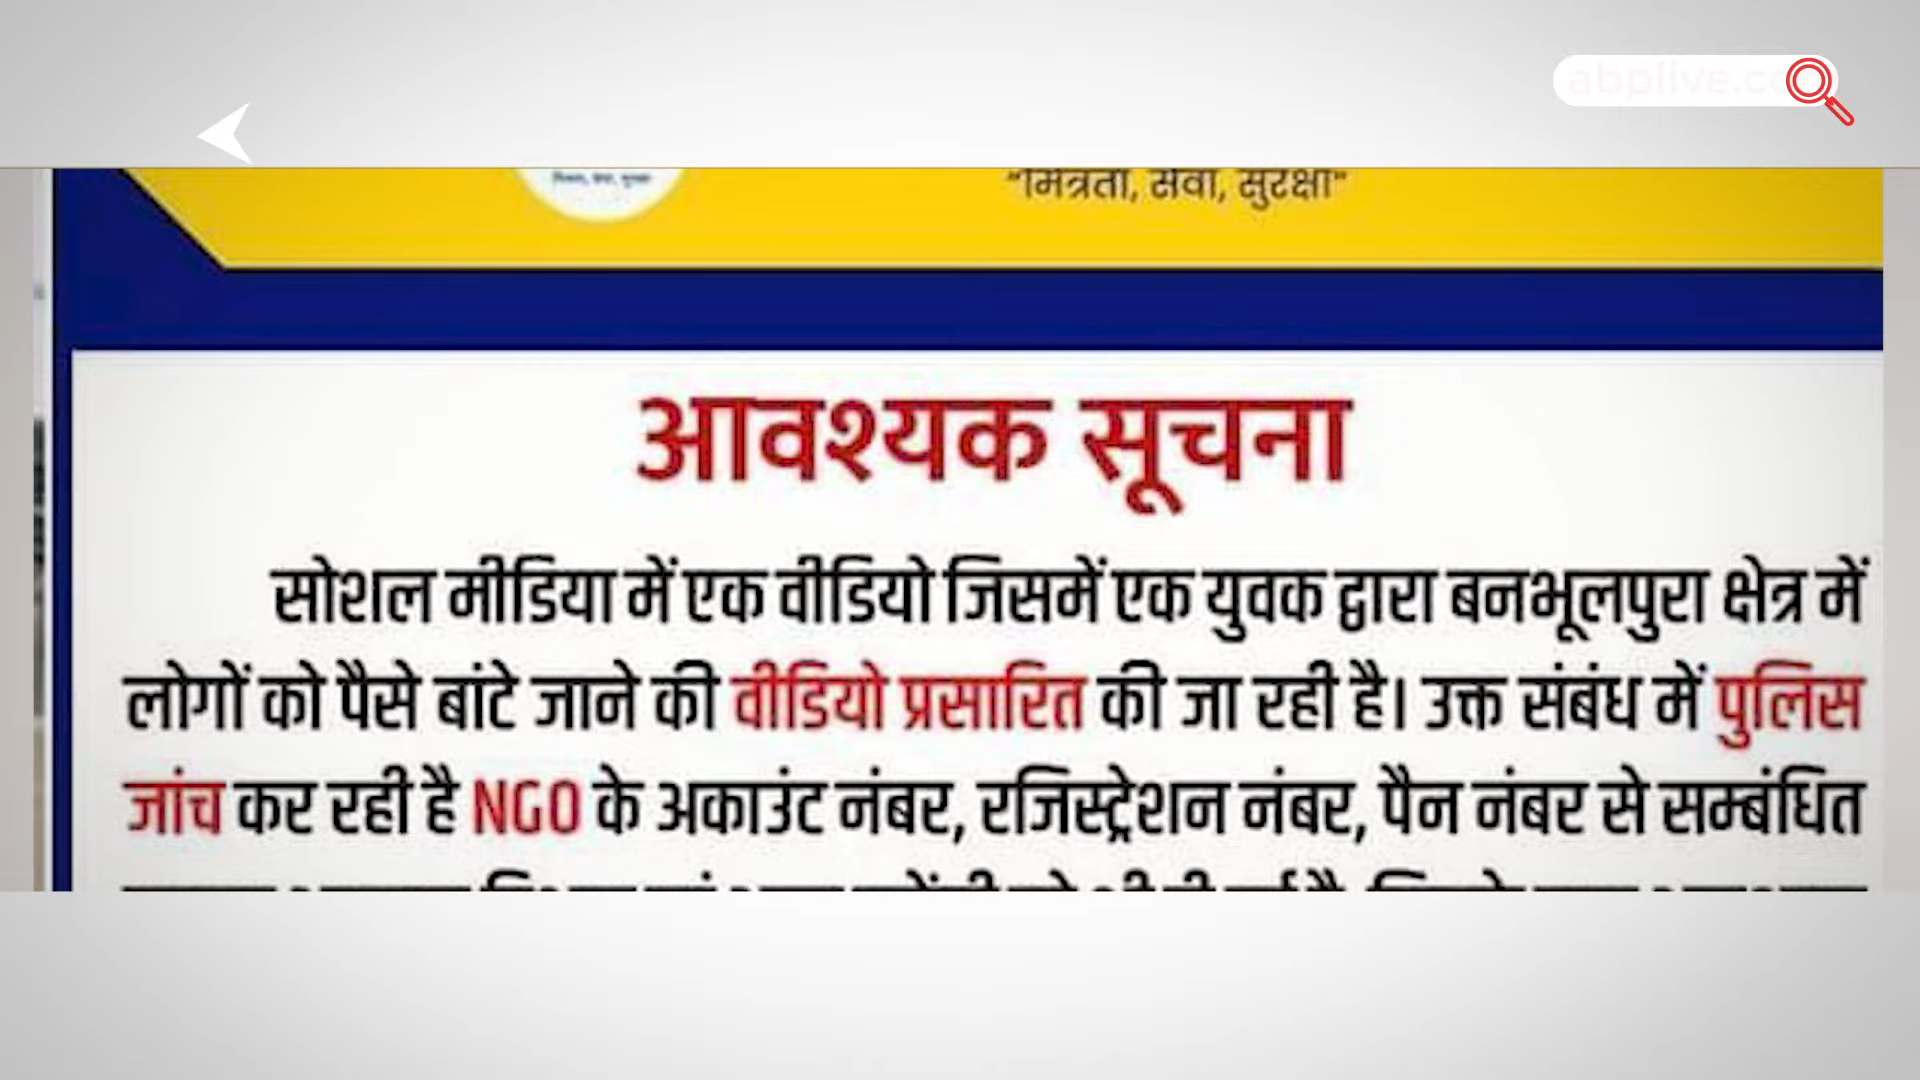 abplive.co
"मित्रता, सेवा, सुरक्षा"
आवश्यक सूचना
सोशल मीडिया में एक वीडियो जिसमें एक युवक द्वारा बनभूलपुरा क्षेत्र में
लोगों को पैसे बांटे जाने की वीडियो प्रसारित की जा रही है। उक्त संबंध में पुलिस
जांच कर रही है NGO के अकाउंट नंबर, रजिस्ट्रेशन नंबर, पैन नंबर से सम्बंधित